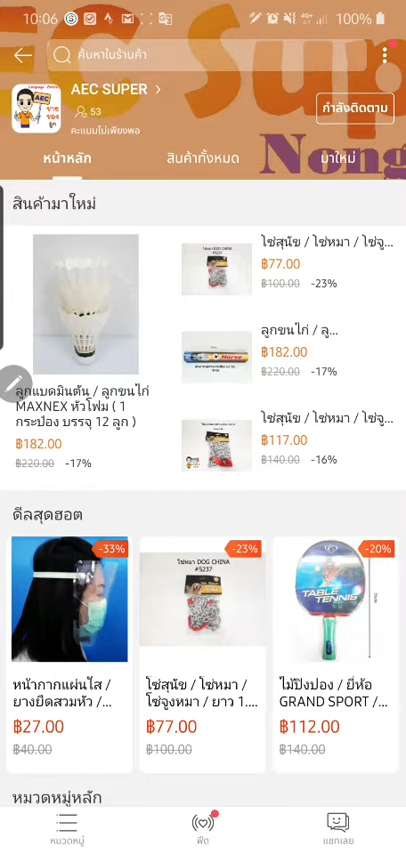 10:06
100%
ค้นหาในร้านค้า
AEC SUPER >
53
คะแนนไม่เพียงพอ
กำลังติดตาม
หน้าหลัก
สินค้าทั้งหมด
มาใหม่
Nong
สินค้ามาใหม่
ลูกแบดมินตัน / ลูกขนไก่
MAXNEX หัวโฟม ( 1
กระป๋อง บรรจุ 12 ลูก )
฿182.00
฿220.00 -17%
โซ่สุนัข / โซ่หมา / โซ่จู...
฿77.00
฿100.00 -23%
ลูกขนไก่ / ลู...
฿182.00
฿220.00 -17%
โซ่สุนัข / โซ่หมา / โซ่จู...
฿117.00
฿140.00 -16%
ดีลสุดฮอต
-33%
หน้ากากแผ่นใส /
ยางยืดสวมหัว /...
฿27.00
฿40.00
-23%
โซ่หมา DOG CHINA
#5237
โซ่สุนัข / โซ่หมา /
โซ่จูงหมา / ยาว 1....
฿77.00
฿100.00
-20%
TABLE
TENNIS
ไม้ปิงปอง / ยี่ห้อ
GRAND SPORT /...
฿112.00
฿140.00
หมวดหมู่หลัก
หมวดหมู่
ฟีด
แชทเลย